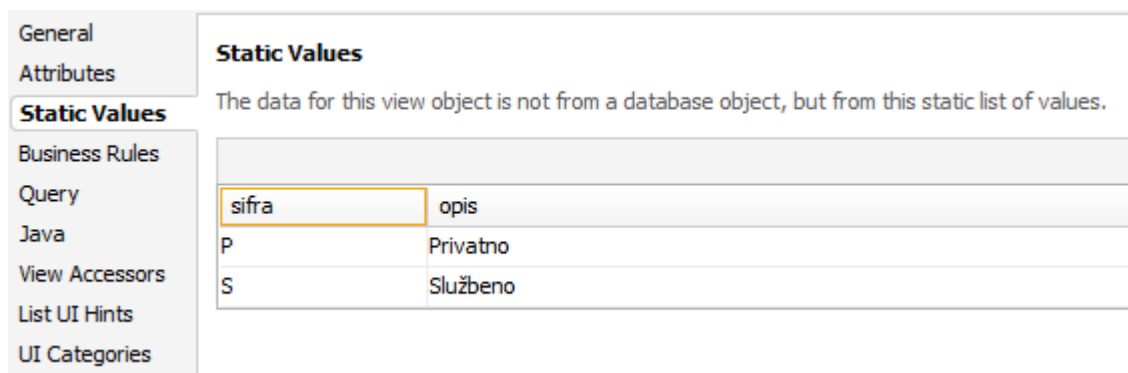 General
Attributes
Static Values
Business Rules
Query
Java
View Accessors
List UI Hints
UI Categories
Static Values
The data for this view object is not from a database object, but from this static list of values.
sifra opis
P Privatno
S Službeno